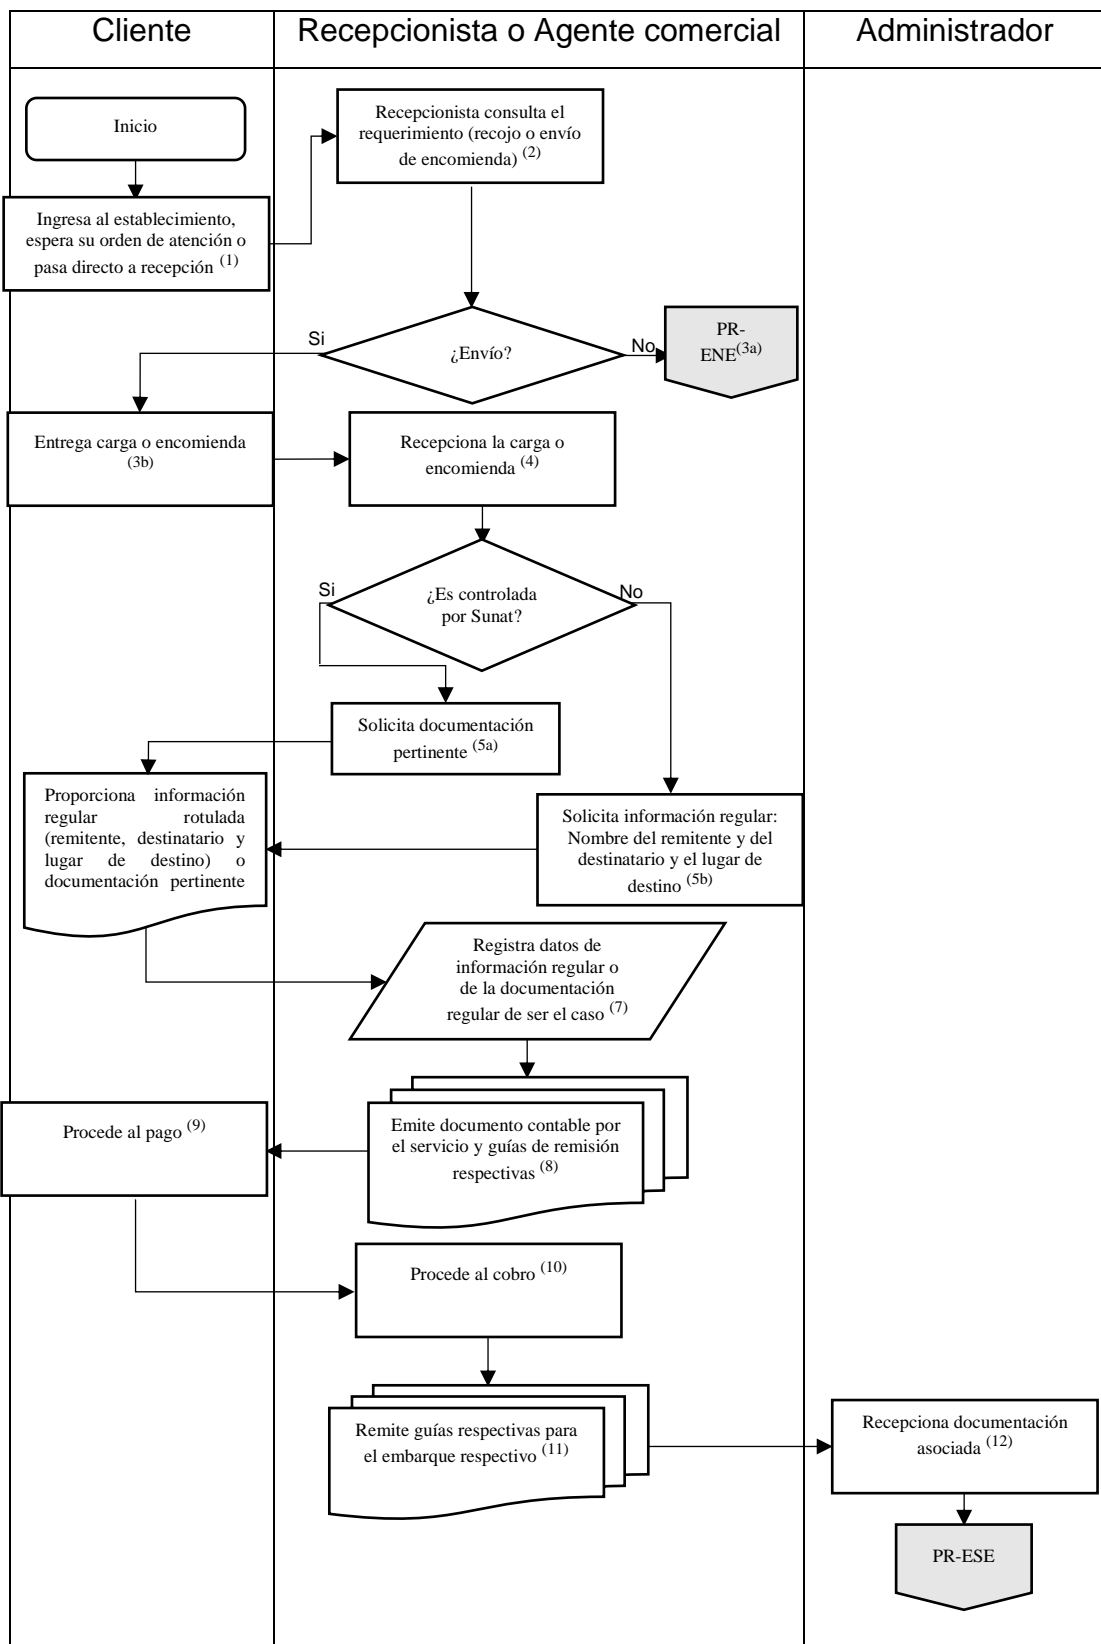 Cliente
Recepcionista o Agente comercial
Administrador
Inicio
Recepcionista consulta el
requerimiento (recojo o envío
de encomienda) (2)
Ingresa al establecimiento,
espera su orden de atención o
pasa directo a recepción (1)
Si
¿Envío?
No
PR-
ENE(3a)
Entrega carga o encomienda
(3b)
Recepciona la carga o
encomienda (4)
Si
¿Es controlada
por Sunat?
No
Solicita documentación
pertinente (5a)
Proporciona información
regular rotulada
(remitente, destinatario y
lugar de destino) o
documentación pertinente
Solicita información regular:
Nombre del remitente y del
destinatario y el lugar de
destino (5b)
Registra datos de
información regular o
de la documentación
regular de ser el caso (7)
Emite documento contable por
el servicio y guías de remisión
respectivas (8)
Procede al pago (9)
Procede al cobro (10)
Remite guías respectivas para
el embarque respectivo (11)
Recepciona documentación
asociada (12)
PR-ESE